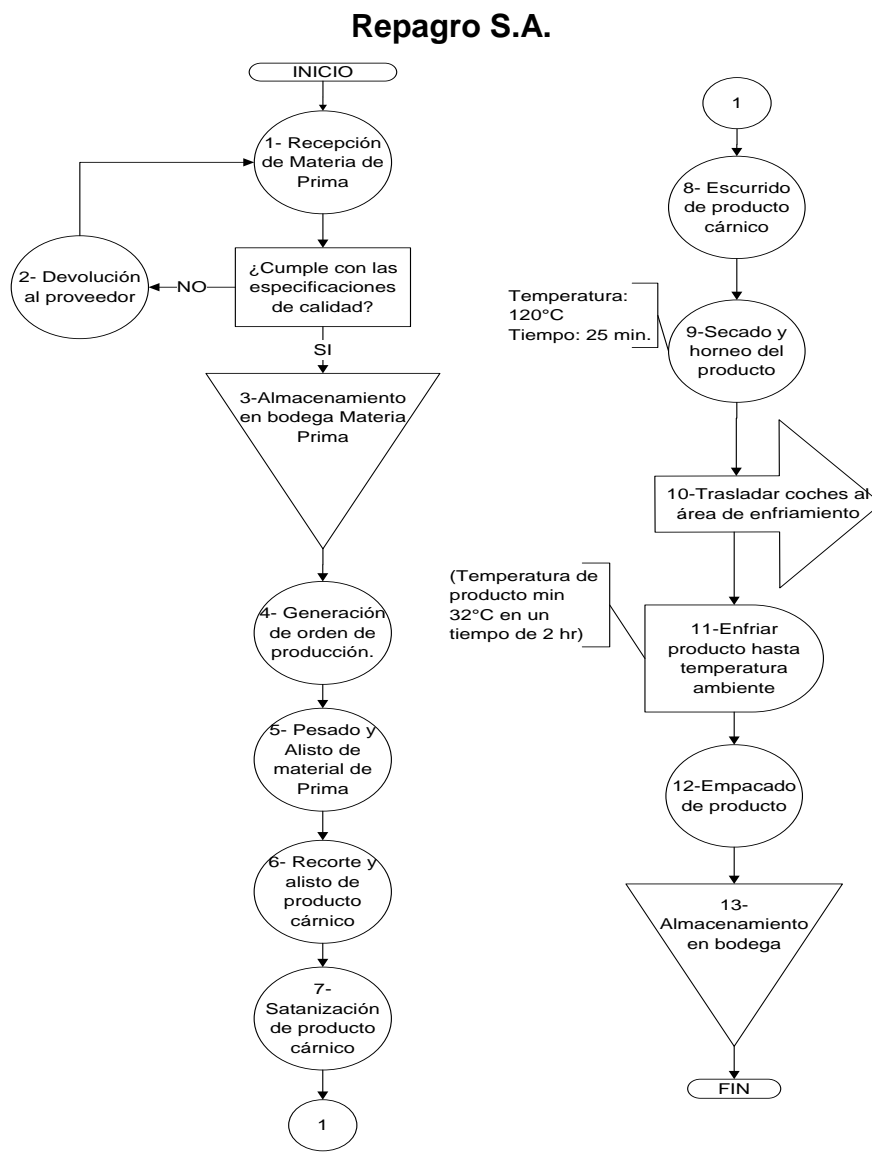 Repagro S.A.
INICIO
1- Recepción
de Materia de
Prima
2- Devolución
al proveedor
NO
¿Cumple con las
especificaciones
de calidad?
SI
3-Almacenamiento
en bodega Materia
Prima
4- Generación
de orden de
producción.
5- Pesado y
Alisto de
material de
Prima
6- Recorte y
alisto de
producto
cárnico
7-
Satanización
de producto
cárnico
1
1
8- Escurrido
de producto
cárnico
Temperatura:
120°C
Tiempo: 25 min.
9-Secado y
horneo del
producto
10-Trasladar coches al
área de enfriamiento
(Temperatura de
producto min
32°C en un
tiempo de 2 hr)
11-Enfriar
producto hasta
temperatura
ambiente
12-Empacado
de producto
13-
Almacenamiento
en bodega
FIN